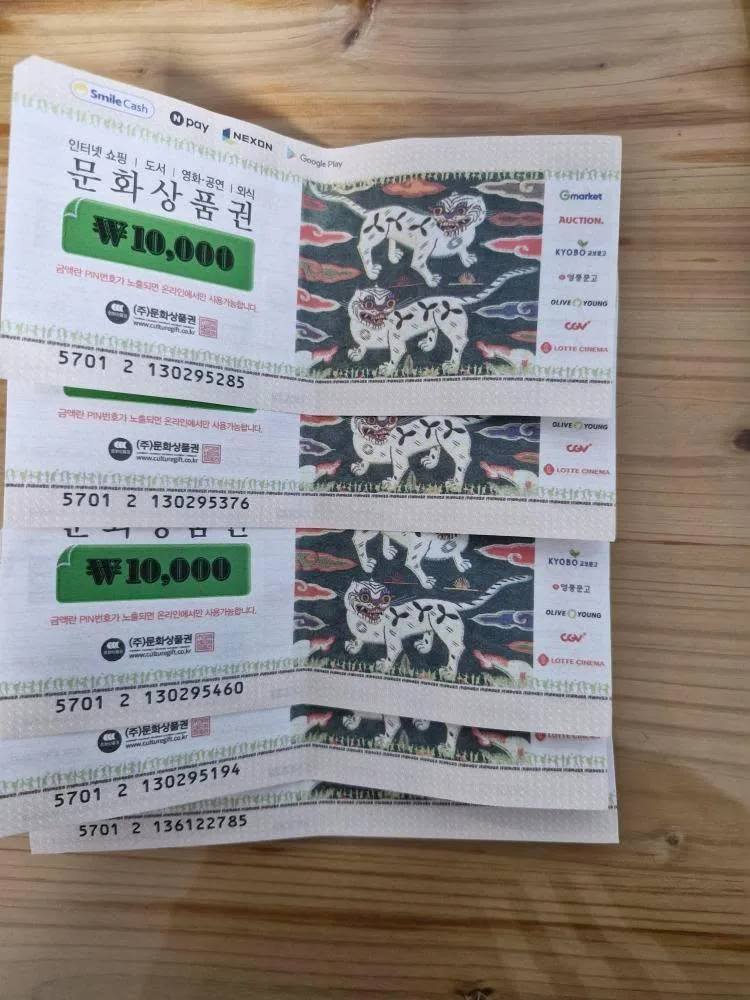 Smile Cash
N pay
NEXON
Google Play
인터넷 쇼핑 | 도서 | 영화·공연 | 외식
문화상품권
₩10,000
금액란 PIN번호가 노출되면 온라인에서만 사용가능합니다.
(주)문화상품권
www.culturegift.co.kr
5701 2 130295285
Gmarket
AUCTION.
KYOBO 교보문고
영풍문고
OLIVE YOUNG
CGV
LOTTE CINEMA
금액란 PIN번호가 노출되면 온라인에서만 사용가능합니다.
(주)문화상품권
www.culturegift.co.kr
5701 2 130295376
OLIVE YOUNG
CGV
LOTTE CINEMA
문화상품권
₩10,000
금액란 PIN번호가 노출되면 온라인에서만 사용가능합니다.
(주)문화상품권
www.culturegift.co.kr
5701 2 130295460
KYOBO 교보문고
영풍문고
OLIVE YOUNG
CGV
LOTTE CINEMA
(주)문화상품권
www.culturegift.co.kr
5701 2 130295194
5701 2 136122785